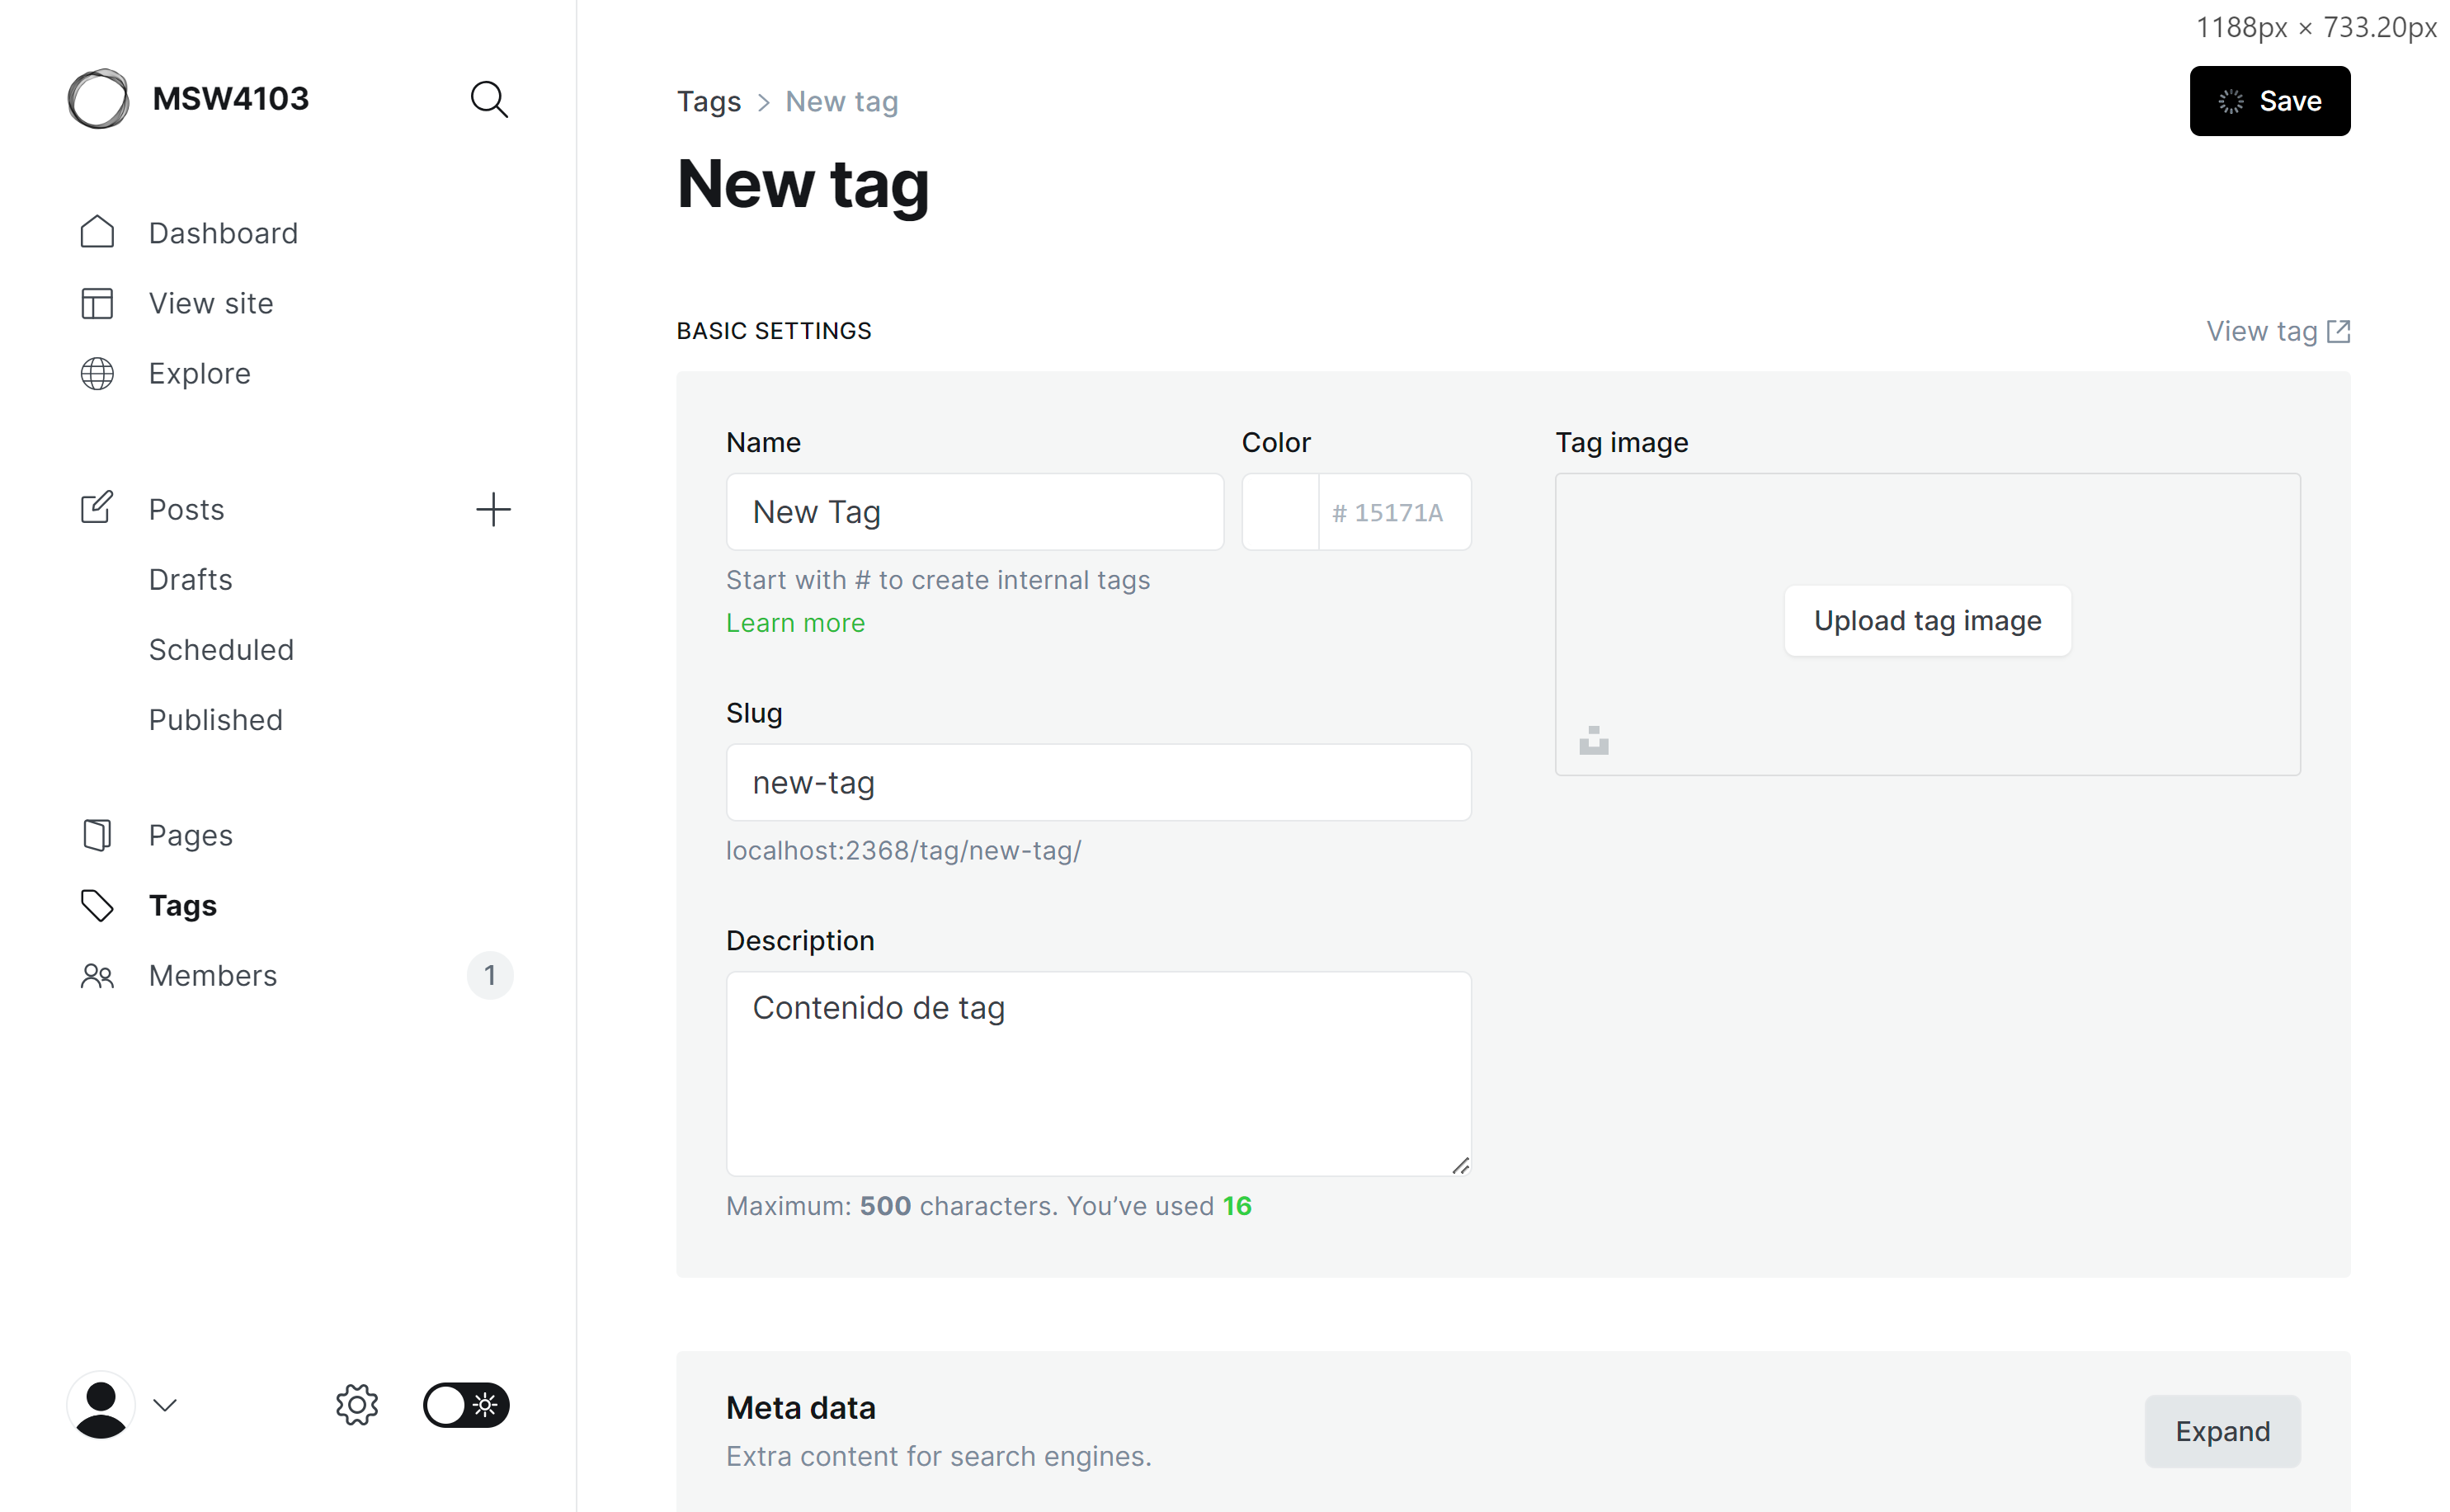 1188px × 733.20px
MSW4103
Tags > New tag
Save
New tag
Dashboard
View site
Explore
Posts
Drafts
Scheduled
Published
Pages
Tags
Members 1
BASIC SETTINGS
View tag
Name
New Tag
Color
# 15171A
Start with # to create internal tags
Learn more
Slug
new-tag
localhost:2368/tag/new-tag/
Description
Contenido de tag
Maximum: 500 characters. You’ve used 16
Tag image
Upload tag image
Meta data
Extra content for search engines.
Expand